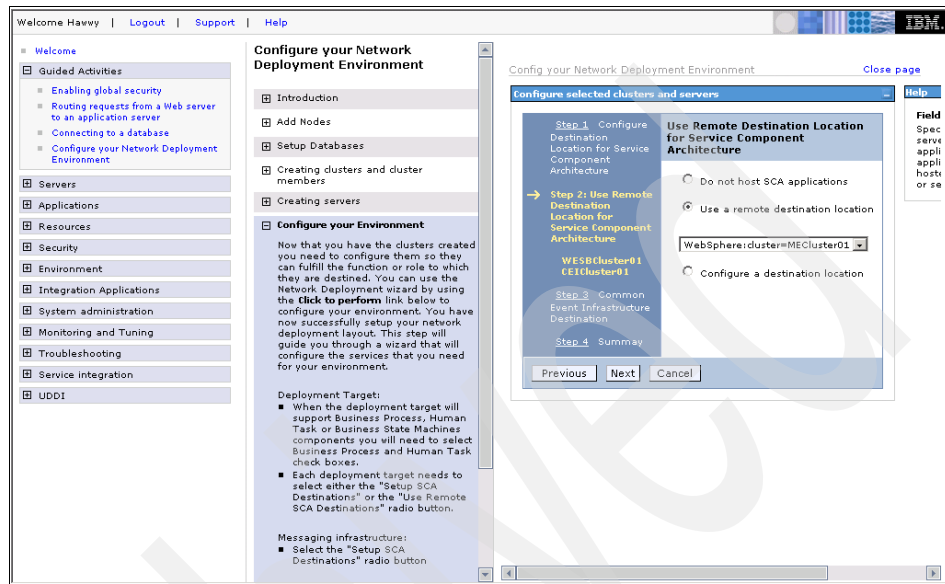 Welcome Hawwy | Logout | Support | Help
IBM.
Welcome
Guided Activities
Enabling global security
Routing requests from a Web server
to an application server
Connecting to a database
Configure your Network Deployment
Environment
Servers
Applications
Resources
Security
Environment
Integration Applications
System administration
Monitoring and Tuning
Troubleshooting
Service integration
UDDI
Configure your Network
Deployment Environment
Introduction
Add Nodes
Setup Databases
Creating clusters and cluster
members
Creating servers
Configure your Environment
Now that you have the clusters created
you need to configure them so they
can fulfill the function or role to which
they are destined. You can use the
Network Deployment wizard by using
the Click to perform link below to
configure your environment. You have
now successfully setup your network
deployment layout. This step will
guide you through a wizard that will
configure the services that you need
for your environment.
Deployment Target:
When the deployment target will
support Business Process, Human
Task or Business State Machines
components you will need to select
Business Process and Human Task
check boxes.
Each deployment target needs to
select either the "Setup SCA
Destinations" or the "Use Remote
SCA Destinations" radio button.
Messaging infrastructure:
Select the "Setup SCA
Destinations" radio button
Config your Network Deployment Environment
Close page
Configure selected clusters and servers
Step 1 Configure
Destination
Location for Service
Component
Architecture
Step 2: Use Remote
Destination
Location for
Service Component
Architecture
WESBCluster01
CEICluster01
Step 3 Common
Event Infrastructure
Destination
Step 4 Summay
Use Remote Destination Location
for Service Component
Architecture
Do not host SCA applications
Use a remote destination location
WebSphere:cluster=MECluster01
Configure a destination location
Previous Next Cancel
Help
Field
Spec
serve
appli
appli
hoste
or se